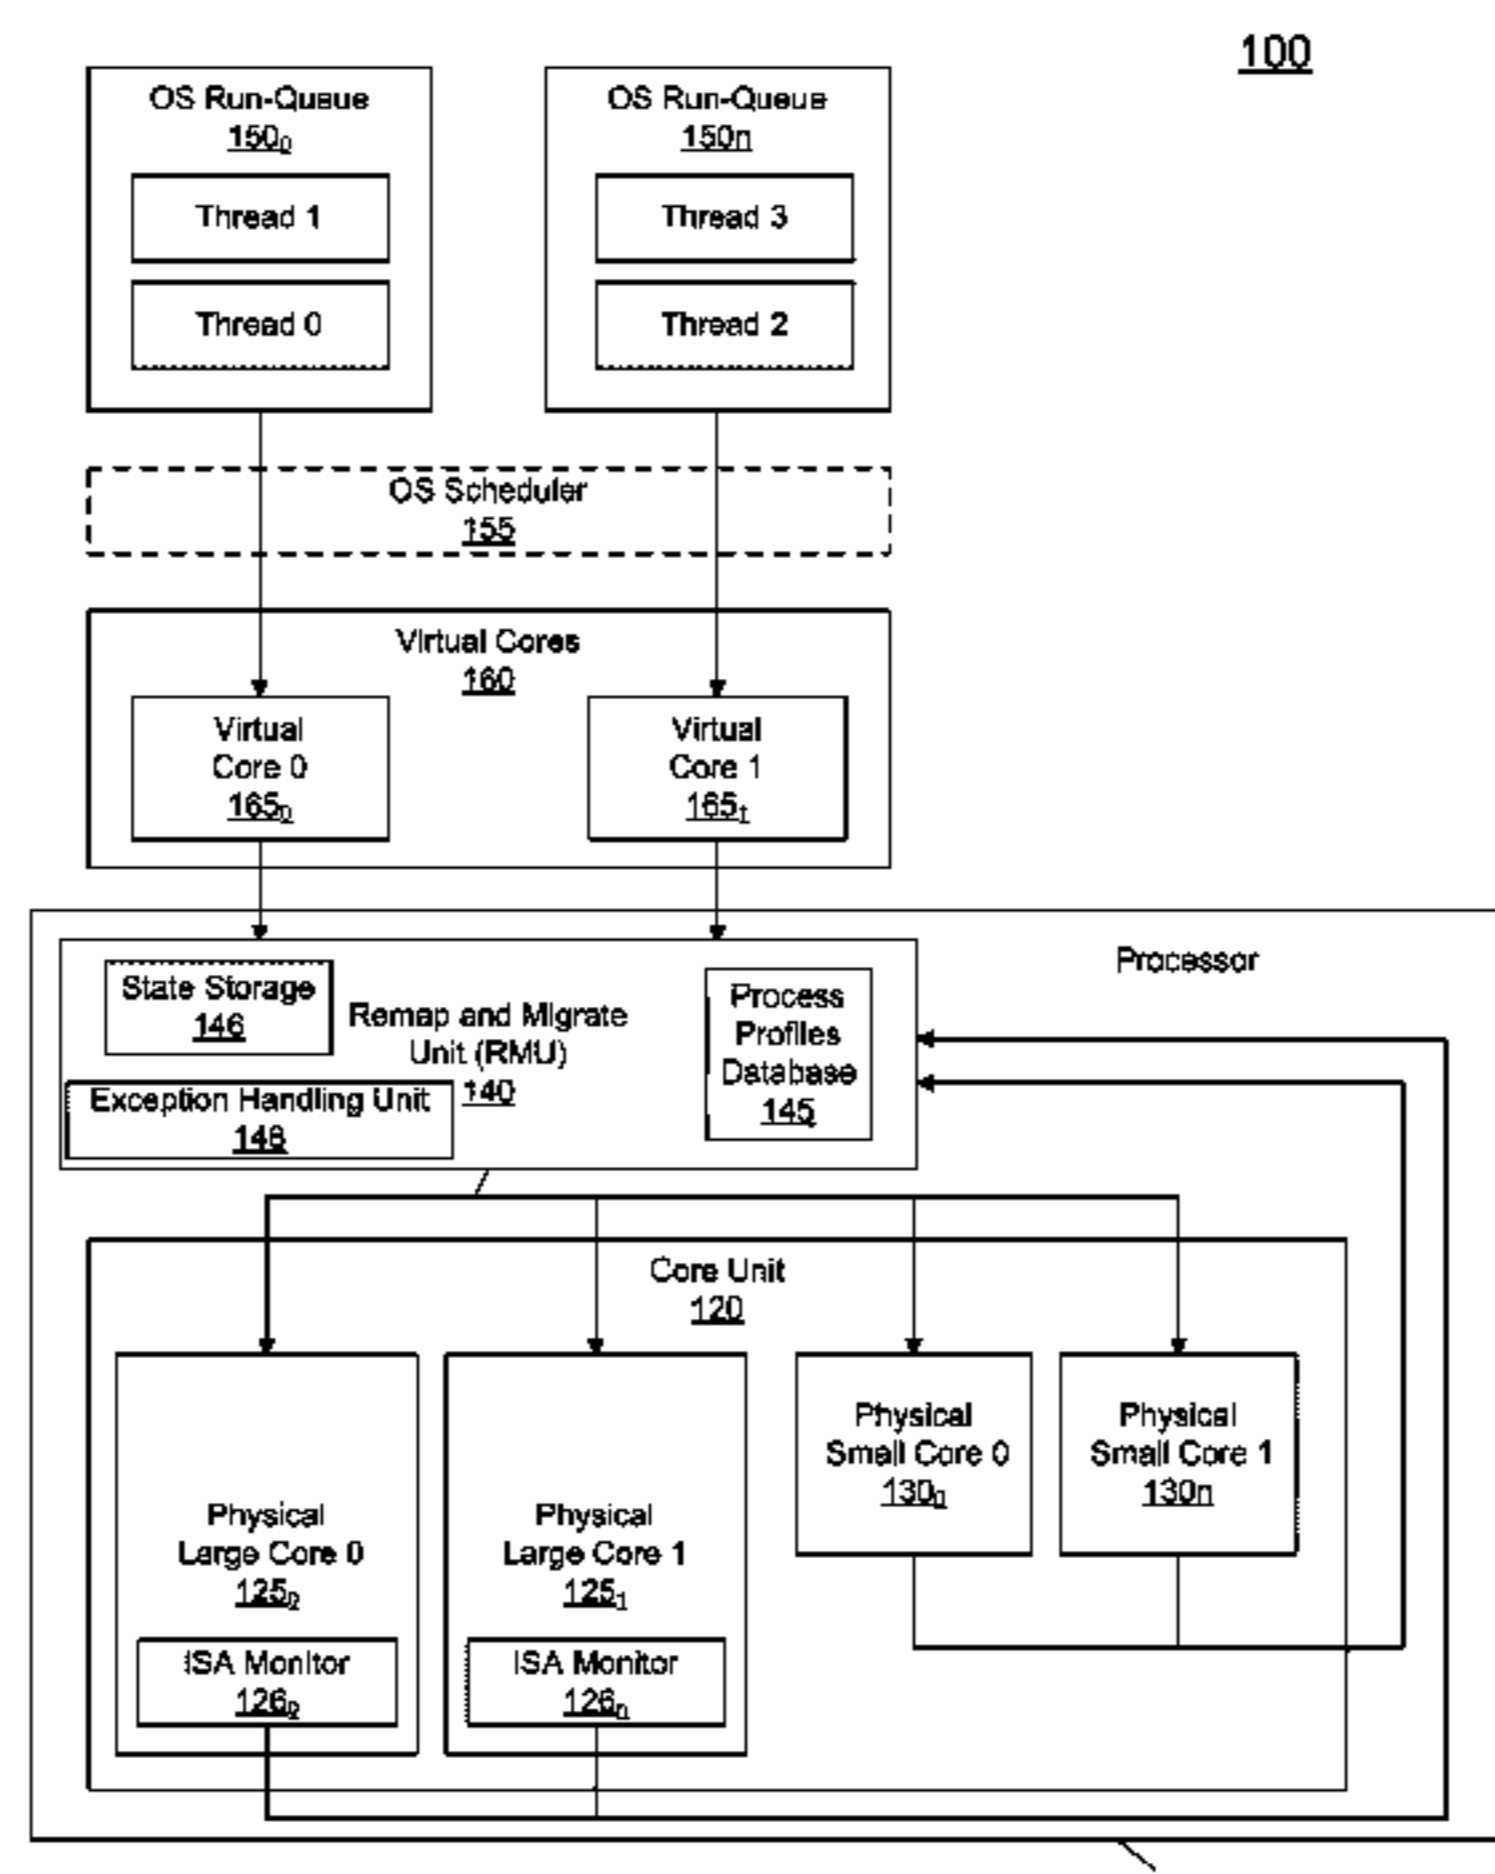 100
OS Run-Queue
150₀
Thread 1
Thread 0
OS Run-Queue
150n
Thread 3
Thread 2
OS Scheduler
155
Virtual Cores
160
Virtual
Core 0
165₀
Virtual
Core 1
165₁
Processor
State Storage
146
Remap and Migrate
Unit (RMU)
140
Exception Handling Unit
148
Process
Profiles
Database
145
Core Unit
120
Physical
Large Core 0
125₀
ISA Monitor
126₀
Physical
Large Core 1
125₁
ISA Monitor
126ₙ
Physical
Small Core 0
130₀
Physical
Small Core 1
130n